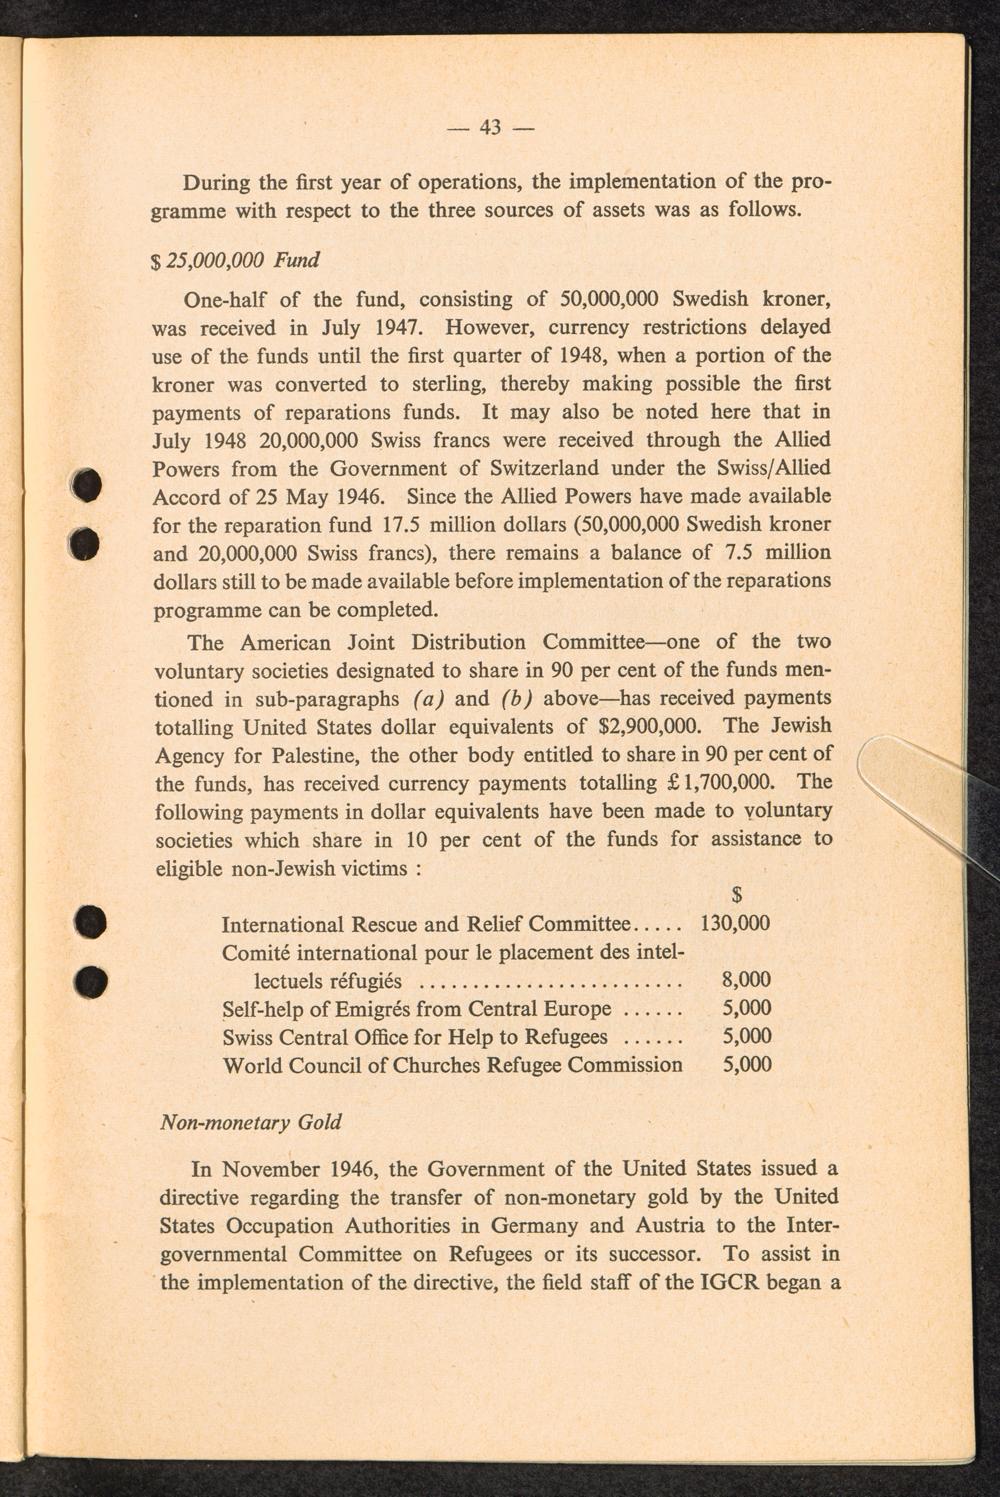 — 43 —
During the first year of operations, the implementation of the pro-
gramme with respect to the three sources of assets was as follows.
$ 25,000,000 Fund
One-half of the fund, consisting of 50,000,000 Swedish kroner,
was received in July 1947. However, currency restrictions delayed
use of the funds until the first quarter of 1948, when a portion of the
kroner was converted to sterling, thereby making possible the first
payments of reparations funds. It may also be noted here that in
July 1948 20,000,000 Swiss francs were received through the Allied
Powers from the Government of Switzerland under the Swiss/Allied
Accord of 25 May 1946. Since the Allied Powers have made available
for the reparation fund 17.5 million dollars (50,000,000 Swedish kroner
and 20,000,000 Swiss francs), there remains a balance of 7.5 million
dollars still to be made available before implementation of the reparations
programme can be completed.
The American Joint Distribution Committee—one of the two
voluntary societies designated to share in 90 per cent of the funds men-
tioned in sub-paragraphs (a) and (b) above—has received payments
totalling United States dollar equivalents of $2,900,000. The Jewish
Agency for Palestine, the other body entitled to share in 90 per cent of
the funds, has received currency payments totalling £1,700,000. The
following payments in dollar equivalents have been made to voluntary
societies which share in 10 per cent of the funds for assistance to
eligible non-Jewish victims :
$
International Rescue and Relief Committee..... 130,000
Comité international pour le placement des intel-
lectuels réfugiés ......................... 8,000
Self-help of Emigrés from Central Europe ...... 5,000
Swiss Central Office for Help to Refugees ...... 5,000
World Council of Churches Refugee Commission 5,000
Non-monetary Gold
In November 1946, the Government of the United States issued a
directive regarding the transfer of non-monetary gold by the United
States Occupation Authorities in Germany and Austria to the Inter-
governmental Committee on Refugees or its successor. To assist in
the implementation of the directive, the field staff of the IGCR began a